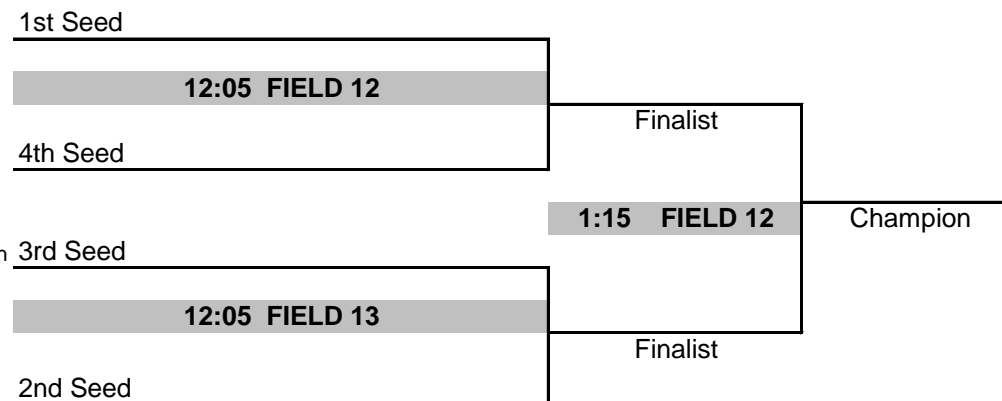 1st Seed
12:05 FIELD 12
Finalist
4th Seed
1:15 FIELD 12
Champion
3rd Seed
12:05 FIELD 13
Finalist
2nd Seed